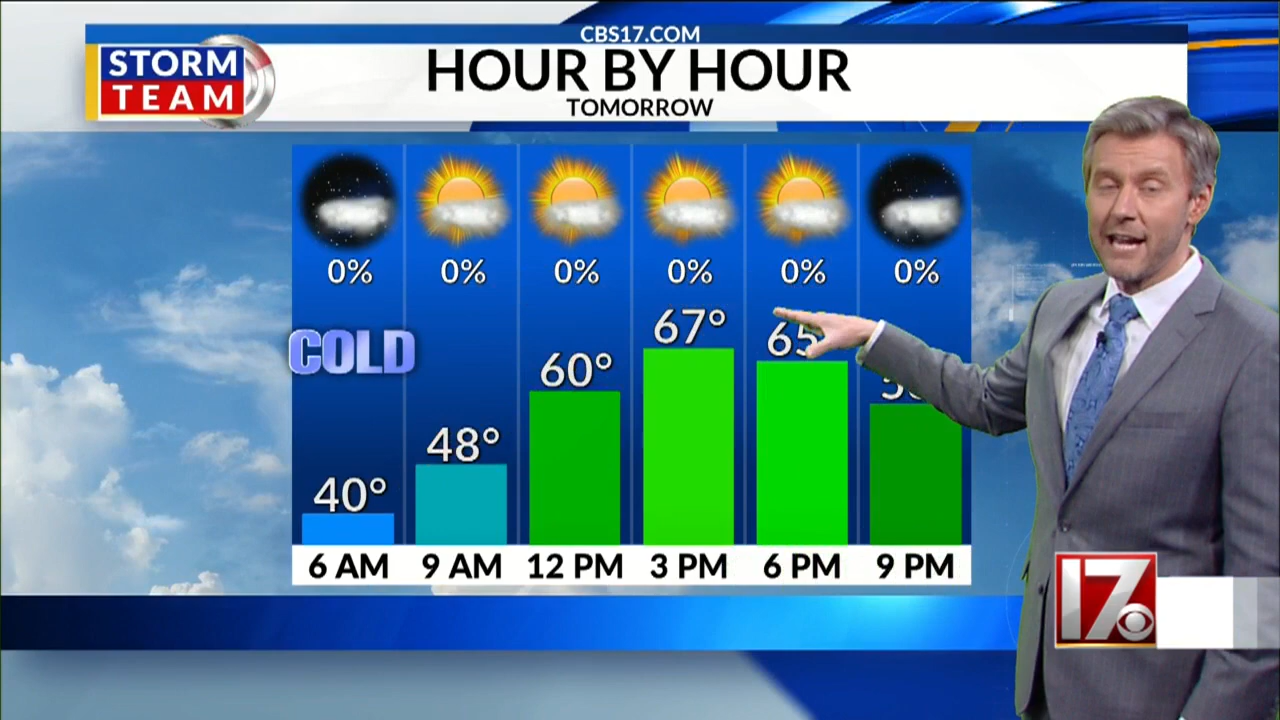 CBS17.COM
STORM
TEAM
HOUR BY HOUR
TOMORROW
0% 0% 0% 0% 0% 0%
COLD
40° 48° 60° 67° 65
6 AM 9 AM 12 PM 3 PM 6 PM 9 PM
17